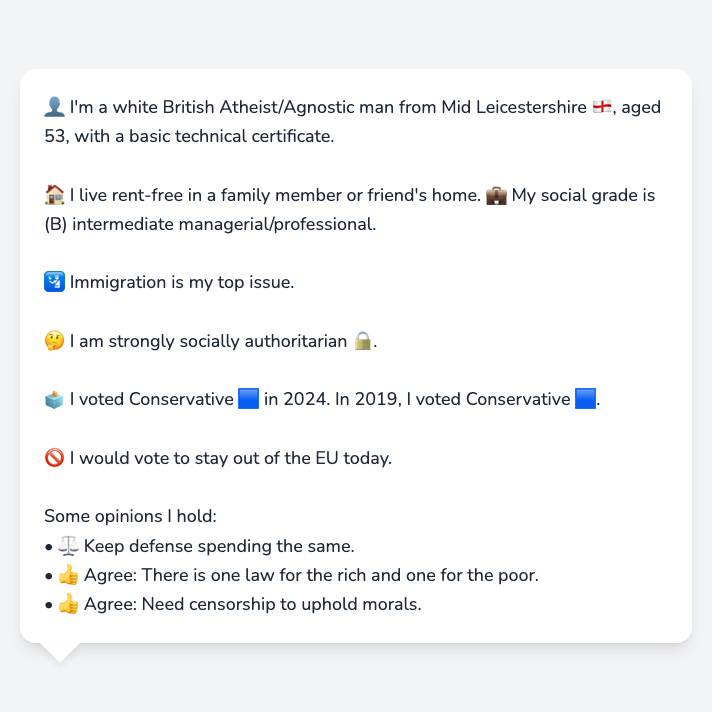 👤 I'm a white British Atheist/Agnostic man from Mid Leicestershire 🏴󠁧󠁢󠁥󠁮󠁧󠁿, aged
53, with a basic technical certificate.
🏠 I live rent-free in a family member or friend's home. 💼 My social grade is
(B) intermediate managerial/professional.
🛂 Immigration is my top issue.
🤔 I am strongly socially authoritarian 🔒.
🗳️ I voted Conservative 🟦 in 2024. In 2019, I voted Conservative 🟦.
🚫 I would vote to stay out of the EU today.
Some opinions I hold:
• ⚖️ Keep defense spending the same.
• 👍 Agree: There is one law for the rich and one for the poor.
• 👍 Agree: Need censorship to uphold morals.